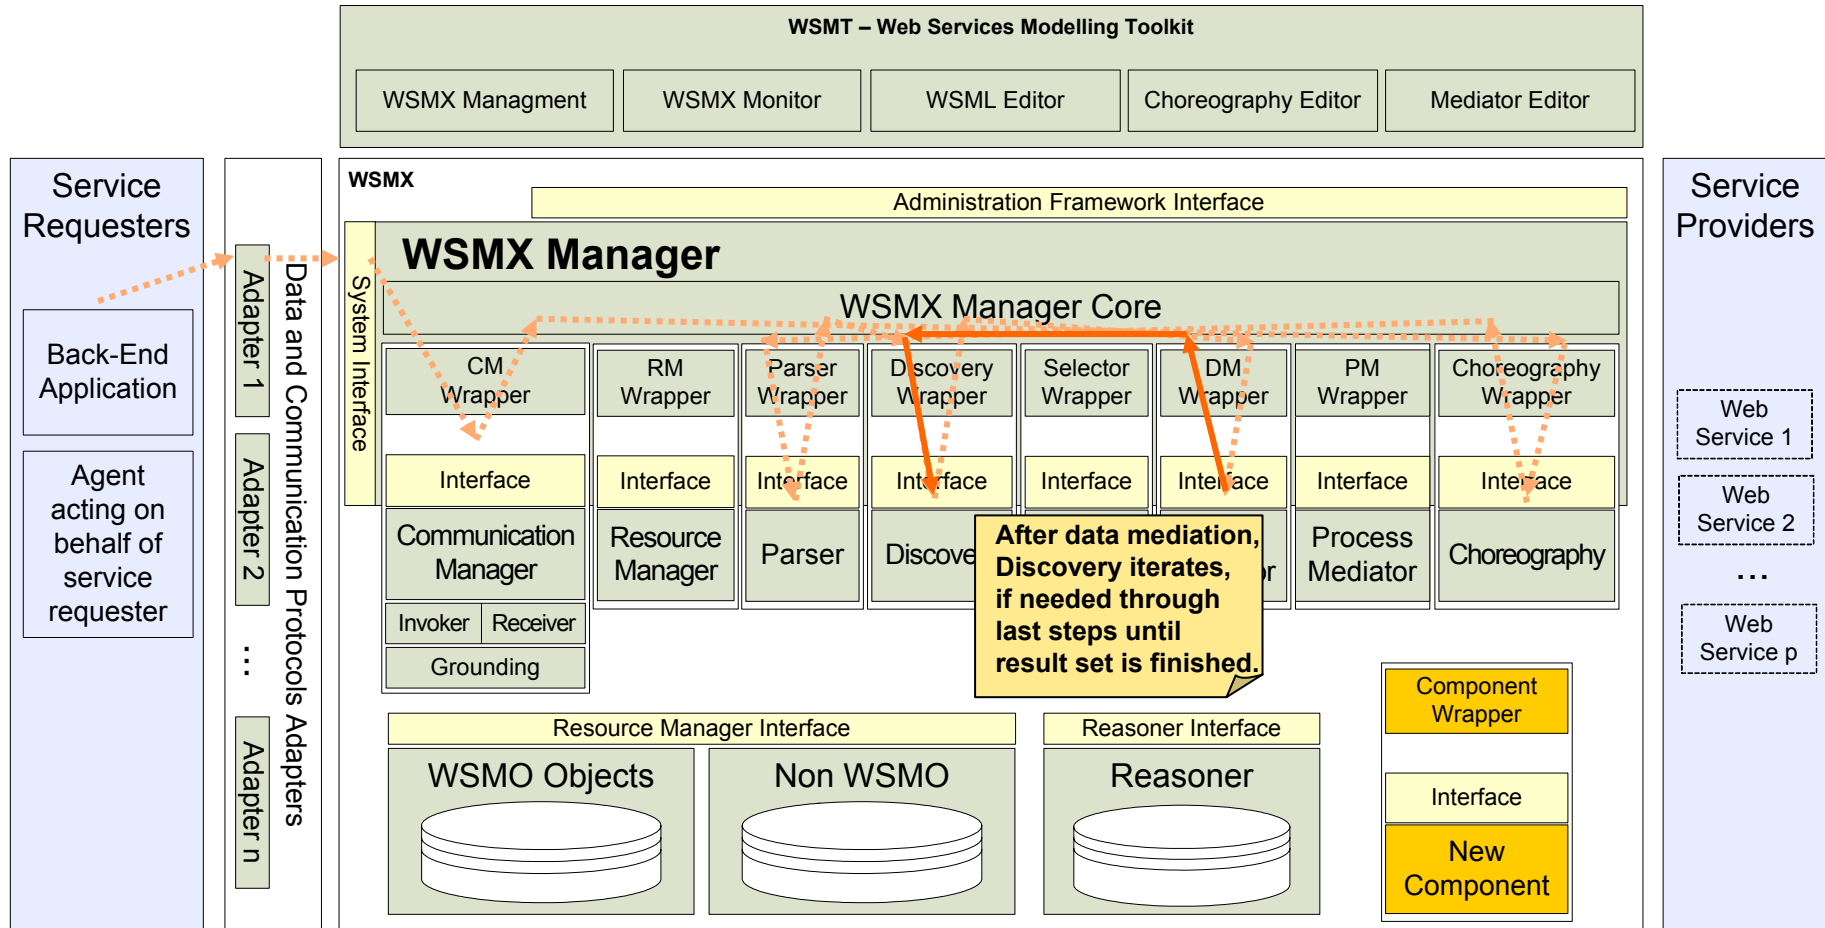 WSMT – Web Services Modelling Toolkit
WSMX Managment
WSMX Monitor
WSML Editor
Choreography Editor
Mediator Editor
Service
Requesters
Back-End
Application
Agent
acting on
behalf of
service
requester
Adapter 1
Adapter 2
...
Adapter n
Data and Communication Protocols Adapters
WSMX
Administration Framework Interface
System Interface
WSMX Manager
WSMX Manager Core
CM
Wrapper
RM
Wrapper
Parser
Wrapper
Discovery
Wrapper
Selector
Wrapper
DM
Wrapper
PM
Wrapper
Choreography
Wrapper
Interface
Interface
Interface
Interface
Interface
Interface
Interface
Interface
Communication
Manager
Resource
Manager
Parser
Discove
or
Process
Mediator
Choreography
Invoker
Receiver
Grounding
After data mediation,
Discovery iterates,
if needed through
last steps until
result set is finished.
Resource Manager Interface
WSMO Objects
Non WSMO
Reasoner Interface
Reasoner
Component
Wrapper
Interface
New
Component
Service
Providers
Web
Service 1
Web
Service 2
...
Web
Service p